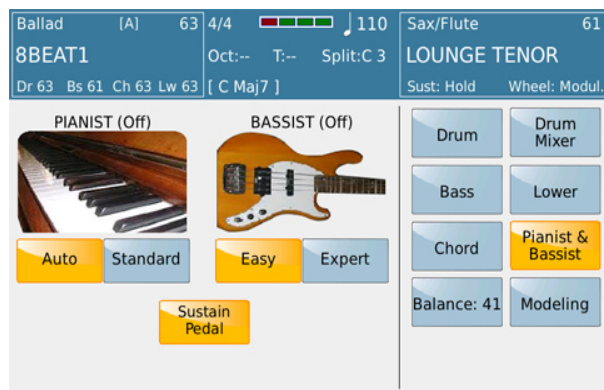 Ballad [A] 63
8BEAT1
Dr 63 Bs 61 Ch 63 Lw 63
4/4 110
Oct:-- T:-- Split:C 3
[ C Maj7 ]
Sax/Flute 61
LOUNGE TENOR
Sust: Hold Wheel: Modul.
PIANIST (Off)
BASSIST (Off)
Auto
Standard
Easy
Expert
Sustain
Pedal
Drum
Drum
Mixer
Bass
Lower
Chord
Pianist &
Bassist
Balance: 41
Modeling